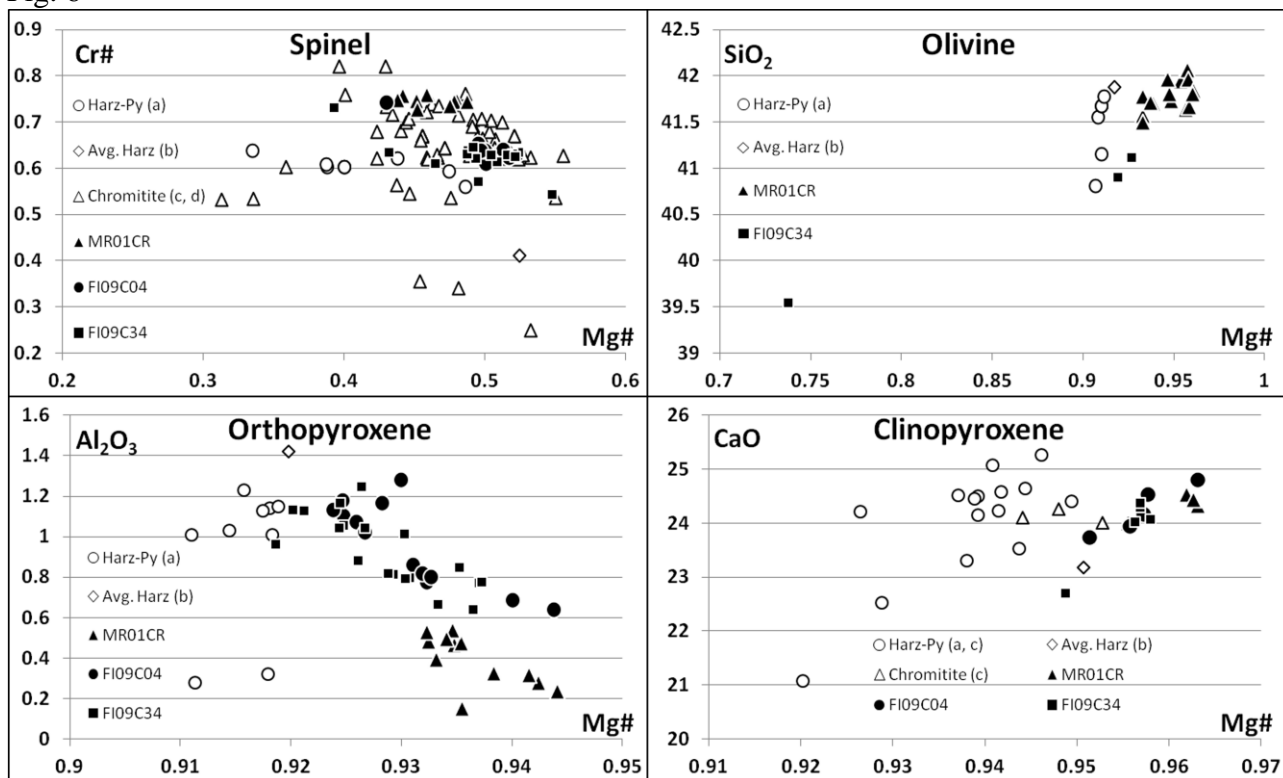 Spinel
Cr#
0.9
0.8
0.7
0.6
0.5
0.4
0.3
0.2
Harz-Py (a)
Avg. Harz (b)
Chromitite (c, d)
MR01CR
FI09C04
FI09C34
Mg#
0.2 0.3 0.4 0.5 0.6
Olivine
SiO₂
42.5
42
41.5
41
40.5
40
39.5
39
Harz-Py (a)
Avg. Harz (b)
MR01CR
FI09C34
Mg#
0.7 0.75 0.8 0.85 0.9 0.95 1
Orthopyroxene
Al₂O₃
1.6
1.4
1.2
1
0.8
0.6
0.4
0.2
0
Harz-Py (a)
Avg. Harz (b)
MR01CR
FI09C04
FI09C34
Mg#
0.9 0.91 0.92 0.93 0.94 0.95
Clinopyroxene
CaO
26
25
24
23
22
21
20
Harz-Py (a, c) Avg. Harz (b)
Chromitite (c) MR01CR
FI09C04 FI09C34
Mg#
0.91 0.92 0.93 0.94 0.95 0.96 0.97